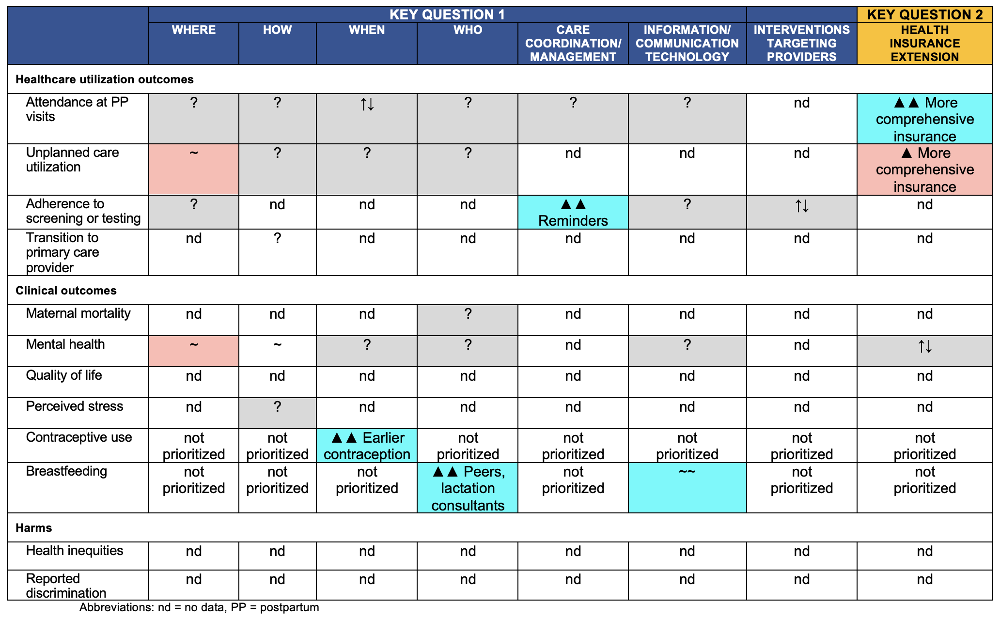 KEY QUESTION 1
KEY QUESTION 2
WHERE
HOW
WHEN
WHO
CARE
COORDINATION/
MANAGEMENT
INFORMATION/
COMMUNICATION
TECHNOLOGY
INTERVENTIONS
TARGETING
PROVIDERS
HEALTH
INSURANCE
EXTENSION
Healthcare utilization outcomes
Attendance at PP
visits
?
?
↑↓
?
?
?
nd
▲▲ More
comprehensive
insurance
Unplanned care
utilization
~
?
?
?
nd
nd
nd
▲ More
comprehensive
insurance
Adherence to
screening or testing
?
nd
nd
nd
▲▲
Reminders
?
↑↓
nd
Transition to
primary care
provider
nd
?
nd
nd
nd
nd
nd
nd
Clinical outcomes
Maternal mortality
nd
nd
nd
?
nd
nd
nd
nd
Mental health
~
~
?
?
nd
?
nd
↑↓
Quality of life
nd
nd
nd
nd
nd
nd
nd
nd
Perceived stress
nd
?
nd
nd
nd
nd
nd
nd
Contraceptive use
not
prioritized
not
prioritized
▲▲ Earlier
contraception
not
prioritized
not
prioritized
not
prioritized
not
prioritized
not
prioritized
Breastfeeding
not
prioritized
not
prioritized
not
prioritized
▲▲ Peers,
lactation
consultants
not
prioritized
~~
not
prioritized
not
prioritized
Harms
Health inequities
nd
nd
nd
nd
nd
nd
nd
nd
Reported
discrimination
nd
nd
nd
nd
nd
nd
nd
nd
Abbreviations: nd = no data, PP = postpartum